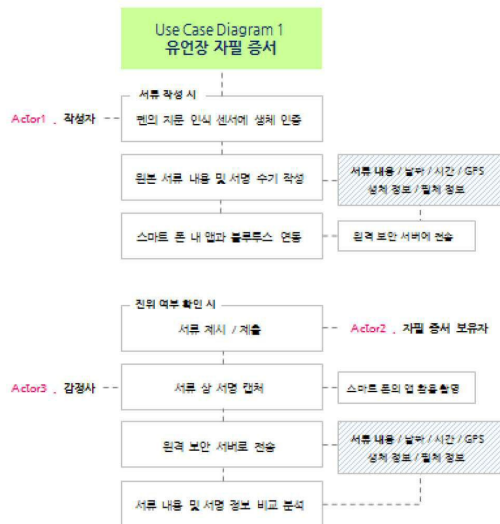 Use Case Diagram 1
유언장 자필 증서
서류 작성 시
Actor1 . 작성자
펜의 지문 인식 센서에 생체 인증
원본 서류 내용 및 서명 수기 작성
서류 내용 / 날짜 / 시간 / GPS
생체 정보 / 필체 정보
스마트 폰 내 앱과 블루투스 연동
원격 보안 서버에 전송
진위 여부 확인 시
서류 제시 / 제출
Actor2 . 자필 증서 보유자
Actor3 . 감정사
서류 상 서명 캡처
스마트 폰의 앱 활용 촬영
원격 보안 서버로 전송
서류 내용 / 날짜 / 시간 / GPS
생체 정보 / 필체 정보
서류 내용 및 서명 정보 비교 분석